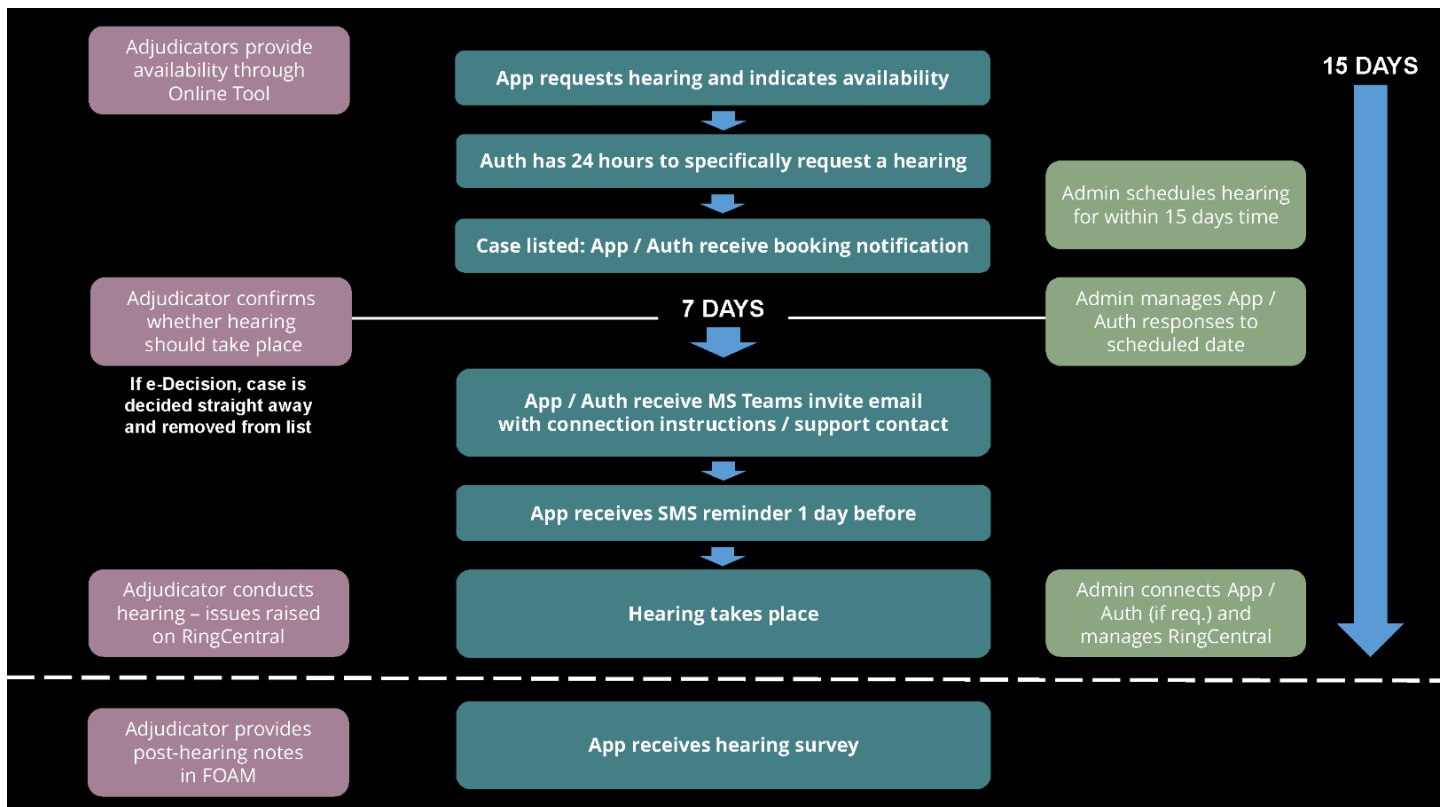 Adjudicators provide
availability through
Online Tool
App requests hearing and indicates availability
15 DAYS
Auth has 24 hours to specifically request a hearing
Admin schedules hearing
for within 15 days time
Case listed: App / Auth receive booking notification
Adjudicator confirms
whether hearing
should take place
7 DAYS
Admin manages App /
Auth responses to
scheduled date
If e-Decision, case is
decided straight away
and removed from list
App / Auth receive MS Teams invite email
with connection instructions / support contact
App receives SMS reminder 1 day before
Adjudicator conducts
hearing – issues raised
on RingCentral
Hearing takes place
Admin connects App /
Auth (if req.) and
manages RingCentral
Adjudicator provides
post-hearing notes
in FOAM
App receives hearing survey